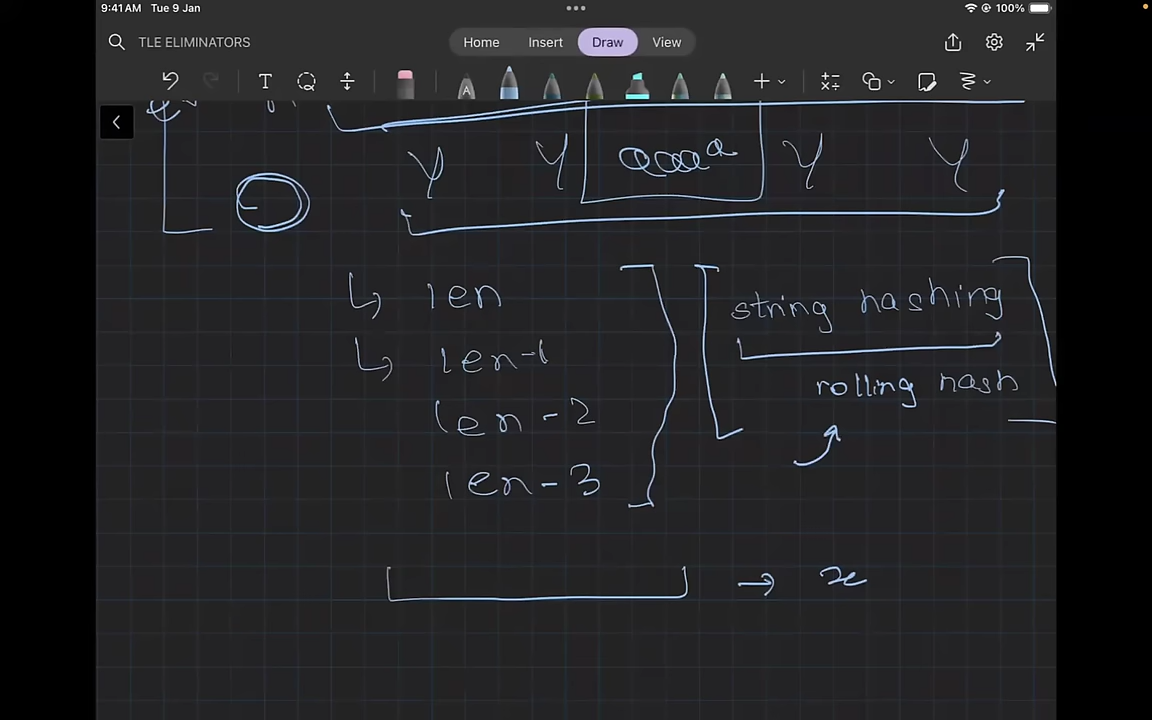 9:41 AM Tue 9 Jan 100%
TLE ELIMINATORS Home Insert Draw View
T A
Y Y Y Y
len
string hashing
len-1
rolling hash
len-2
len-3
→ x